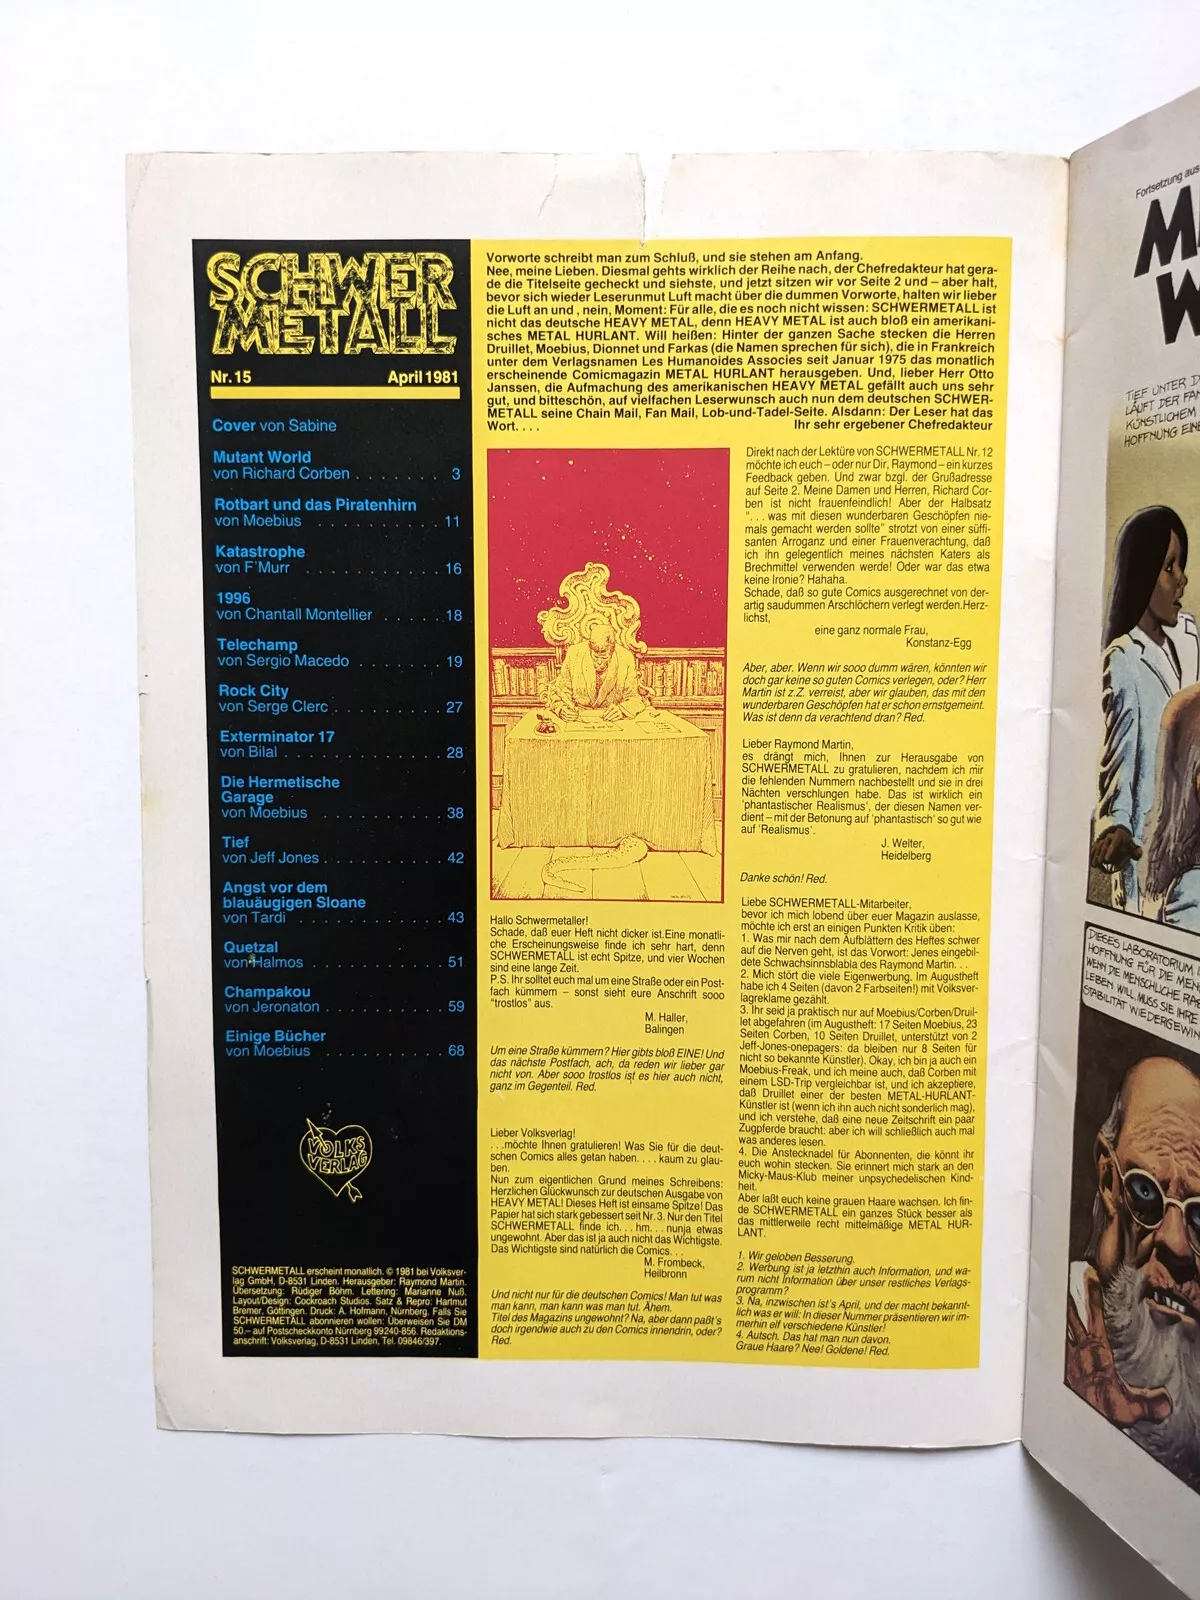 SCHWER
METALL
Nr. 15 April 1981
Cover von Sabine
Mutant World
von Richard Corben . . . . . . . . 3
Rotbart und das Piratenhirn
von Moebius . . . . . . . . . . . 11
Katastrophe
von F'Murr . . . . . . . . . . . . 16
1996
von Chantall Montellier . . . . . 18
Telechamp
von Sergio Macedo . . . . . . . 19
Rock City
von Serge Clerc . . . . . . . . . 27
Exterminator 17
von Bilal . . . . . . . . . . . . . . 28
Die Hermetische
Garage
von Moebius . . . . . . . . . . . 38
Tief
von Jeff Jones . . . . . . . . . . 42
Angst vor dem
blauäugigen Sloane
von Tardi . . . . . . . . . . . . . 43
Quetzal
von Halmos . . . . . . . . . . . . 51
Champakou
von Jeronaton . . . . . . . . . . 59
Einige Bücher
von Moebius . . . . . . . . . . . 68
VOLKS
VERLAG
SCHWERMETALL erscheint monatlich. © 1981 bei Volksver-
lag GmbH, D-8531 Linden. Herausgeber: Raymond Martin.
Übersetzung: Rüdiger Böhm. Lettering: Marianne Nuß.
Layout/Design: Cockroach Studios. Satz & Repro: Hartmut
Bremer, Göttingen. Druck: A. Hofmann, Nürnberg. Falls Sie
SCHWERMETALL abonnieren wollen: Überweisen Sie DM
50.– auf Postscheckkonto Nürnberg 99240-856. Redaktions-
anschrift: Volksverlag, D-8531 Linden, Tel. 09846/397.
Vorworte schreibt man zum Schluß, und sie stehen am Anfang.
Nee, meine Lieben. Diesmal gehts wirklich der Reihe nach, der Chefredakteur hat gera-
de die Titelseite gecheckt und siehste, und jetzt sitzen wir vor Seite 2 und – aber halt,
bevor sich wieder Leserunmut Luft macht über die dummen Vorworte, halten wir lieber
die Luft an und , nein, Moment: Für alle, die es noch nicht wissen: SCHWERMETALL ist
nicht das deutsche HEAVY METAL, denn HEAVY METAL ist auch bloß ein amerikani-
sches METAL HURLANT. Will heißen: Hinter der ganzen Sache stecken die Herren
Druillet, Moebius, Dionnet und Farkas (die Namen sprechen für sich), die in Frankreich
unter dem Verlagsnamen Les Humanoides Associes seit Januar 1975 das monatlich
erscheinende Comicmagazin METAL HURLANT herausgeben. Und, lieber Herr Otto
Janssen, die Aufmachung des amerikanischen HEAVY METAL gefällt auch uns sehr
gut, und bitteschön, auf vielfachen Leserwunsch auch nun dem deutschen SCHWER-
METALL seine Chain Mail, Fan Mail, Lob-und-Tadel-Seite. Alsdann: Der Leser hat das
Wort. . . . Ihr sehr ergebener Chefredakteur
Hallo Schwermetaller!
Schade, daß euer Heft nicht dicker ist.Eine monatli-
che Erscheinungsweise finde ich sehr hart, denn
SCHWERMETALL ist echt Spitze, und vier Wochen
sind eine lange Zeit.
P.S. Ihr solltet euch mal um eine Straße oder ein Post-
fach kümmern – sonst sieht eure Anschrift sooo
"trostlos" aus.
M. Haller,
Balingen
Um eine Straße kümmern? Hier gibts bloß EINE! Und
das nächste Postfach, ach, da reden wir lieber gar
nicht von. Aber sooo trostlos ist es hier auch nicht,
ganz im Gegenteil. Red.
Lieber Volksverlag!
. . .möchte Ihnen gratulieren! Was Sie für die deut-
schen Comics alles getan haben. . . . kaum zu glau-
ben.
Nun zum eigentlichen Grund meines Schreibens:
Herzlichen Glückwunsch zur deutschen Ausgabe von
HEAVY METAL! Dieses Heft ist einsame Spitze! Das
Papier hat sich stark gebessert seit Nr. 3. Nur den Titel
SCHWERMETALL finde ich. . . hm. . . nunja etwas
ungewohnt. Aber das ist ja auch nicht das Wichtigste.
Das Wichtigste sind natürlich die Comics. . .
M. Frombeck,
Heilbronn
Und nicht nur für die deutschen Comics! Man tut was
man kann, man kann was man tut. Ähem.
Titel des Magazins ungewohnt? Na, aber dann paßt's
doch irgendwie auch zu den Comics innendrin, oder?
Red.
Direkt nach der Lektüre von SCHWERMETALL Nr. 12
möchte ich euch – oder nur Dir, Raymond – ein kurzes
Feedback geben. Und zwar bzgl. der Grußadresse
auf Seite 2. Meine Damen und Herren, Richard Cor-
ben ist nicht frauenfeindlich! Aber der Halbsatz
". . . was mit diesen wunderbaren Geschöpfen nie-
mals gemacht werden sollte" strotzt von einer süffi-
santen Arroganz und einer Frauenverachtung, daß
ich ihn gelegentlich meines nächsten Katers als
Brechmittel verwenden werde! Oder war das etwa
keine Ironie? Hahaha.
Schade, daß so gute Comics ausgerechnet von der-
artig saudummen Arschlöchern verlegt werden.Herz-
lichst,
eine ganz normale Frau,
Konstanz-Egg
Aber, aber. Wenn wir sooo dumm wären, könnten wir
doch gar keine so guten Comics verlegen, oder? Herr
Martin ist z.Z. verreist, aber wir glauben, das mit den
wunderbaren Geschöpfen hat er schon ernstgemeint.
Was ist denn da verachtend dran? Red.
Lieber Raymond Martin,
es drängt mich, Ihnen zur Herausgabe von
SCHWERMETALL zu gratulieren, nachdem ich mir
die fehlenden Nummern nachbestellt und sie in drei
Nächten verschlungen habe. Das ist wirklich ein
'phantastischer Realismus', der diesen Namen ver-
dient – mit der Betonung auf 'phantastisch' so gut wie
auf 'Realismus'.
J. Welter,
Heidelberg
Danke schön! Red.
Liebe SCHWERMETALL-Mitarbeiter,
bevor ich mich lobend über euer Magazin auslasse,
möchte ich erst an einigen Punkten Kritik üben:
1. Was mir nach dem Aufblättern des Heftes schwer
auf die Nerven geht, ist das Vorwort: Jenes eingebil-
dete Schwachsinnsblabla des Raymond Martin. . .
2. Mich stört die viele Eigenwerbung. Im Augustheft
habe ich 4 Seiten (davon 2 Farbseiten!) mit Volksver-
lagreklame gezählt.
3. Ihr seid ja praktisch nur auf Moebius/Corben/Druil-
let abgefahren (im Augustheft: 17 Seiten Moebius, 23
Seiten Corben, 10 Seiten Druillet, unterstützt von 2
Jeff-Jones-onepagers: da bleiben nur 8 Seiten für
nicht so bekannte Künstler). Okay, ich bin ja auch ein
Moebius-Freak, und ich meine auch, daß Corben mit
einem LSD-Trip vergleichbar ist, und ich akzeptiere,
daß Druillet einer der besten METAL-HURLANT-
Künstler ist (wenn ich ihn auch nicht sonderlich mag),
und ich verstehe, daß eine neue Zeitschrift ein paar
Zugpferde braucht: aber ich will schließlich auch mal
was anderes lesen.
4. Die Anstecknadel für Abonnenten, die könnt ihr
euch wohin stecken. Sie erinnert mich stark an den
Micky-Maus-Klub meiner unpsychedelischen Kind-
heit.
Aber laßt euch keine grauen Haare wachsen. Ich fin-
de SCHWERMETALL ein ganzes Stück besser als
das mittlerweile recht mittelmäßige METAL HUR-
LANT.
1. Wir geloben Besserung.
2. Werbung ist ja letzthin auch Information, und wa-
rum nicht Information über unser restliches Verlags-
programm?
3. Na, inzwischen ist's April, und der macht bekannt-
lich was er will: In dieser Nummer präsentieren wir im-
merhin elf verschiedene Künstler!
4. Autsch. Das hat man nun davon.
Graue Haare? Nee! Goldene! Red.
Fortsetzung aus
TIEF UNTER D
LÄUFT DER FAN
KÜNSTLICHEM
HOFFNUNG EINE
DIESES LABORATORIUM I
HOFFNUNG FÜR DIE MEN
WENN DIE MENSCHLICHE RA
LEBEN WILL, MUSS SIE IHRE
STABILITÄT WIEDERGEWIN